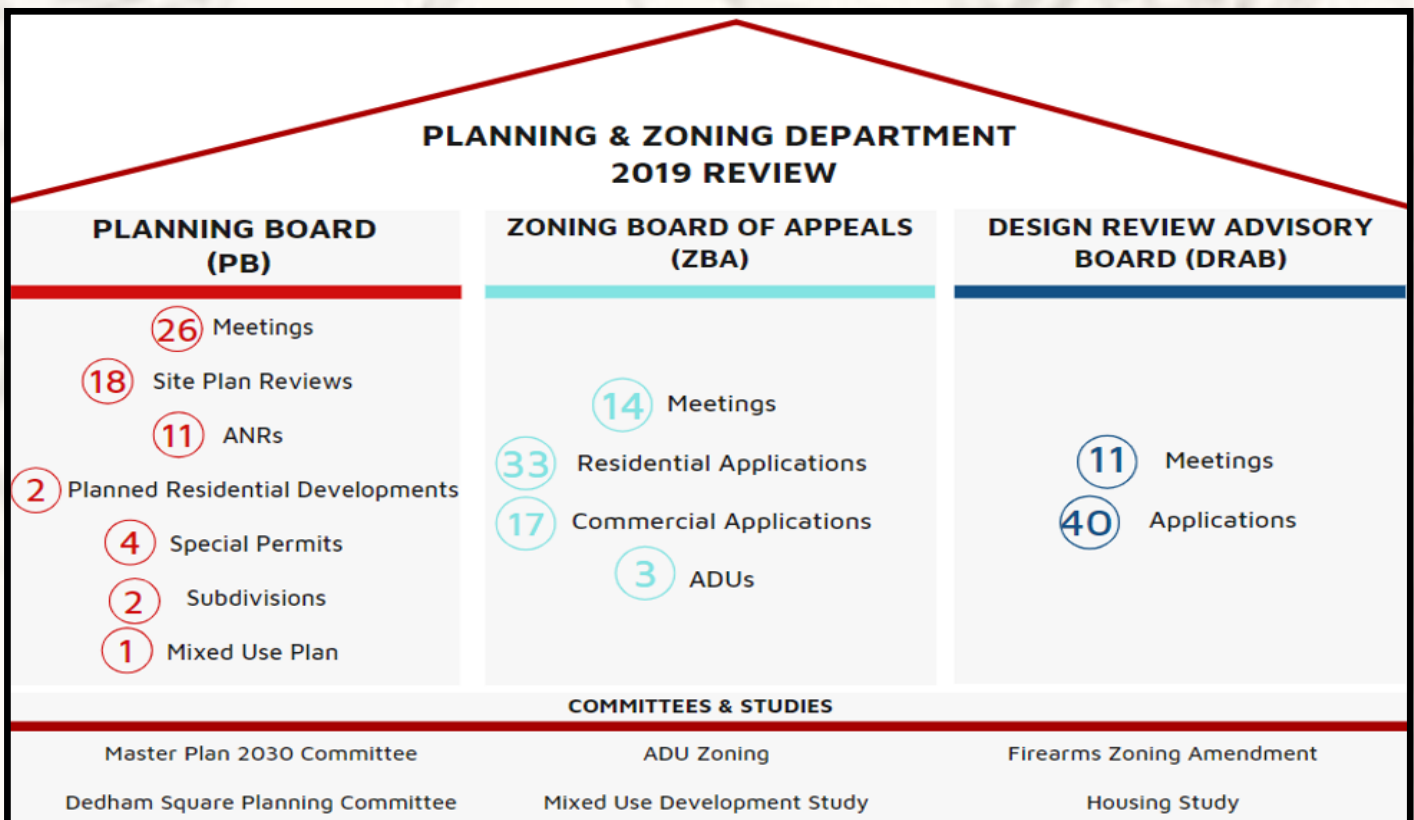 PLANNING & ZONING DEPARTMENT
2019 REVIEW
PLANNING BOARD
(PB)
26 Meetings
18 Site Plan Reviews
11 ANRs
2 Planned Residential Developments
4 Special Permits
2 Subdivisions
1 Mixed Use Plan
ZONING BOARD OF APPEALS
(ZBA)
14 Meetings
33 Residential Applications
17 Commercial Applications
3 ADUs
DESIGN REVIEW ADVISORY
BOARD (DRAB)
11 Meetings
40 Applications
COMMITTEES & STUDIES
Master Plan 2030 Committee
ADU Zoning
Firearms Zoning Amendment
Dedham Square Planning Committee
Mixed Use Development Study
Housing Study